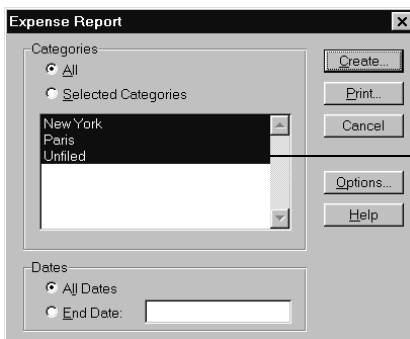 Expense Report
Categories
All
Selected Categories
New York
Paris
Unfiled
Create...
Print...
Cancel
Options...
Help
Dates
All Dates
End Date: